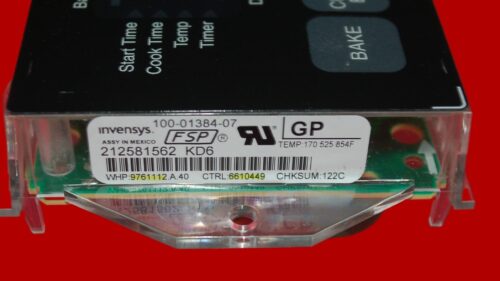 Start Time
Cook Time
Temp
Timer
BAKE
invensys.
100-01384-07
ASSY IN MEXICO
FSP ®
GP
212581562 KD6
TEMP 170 525 854F
WHP:9761112 A:40 CTRL:6610449 CHKSUM:122C